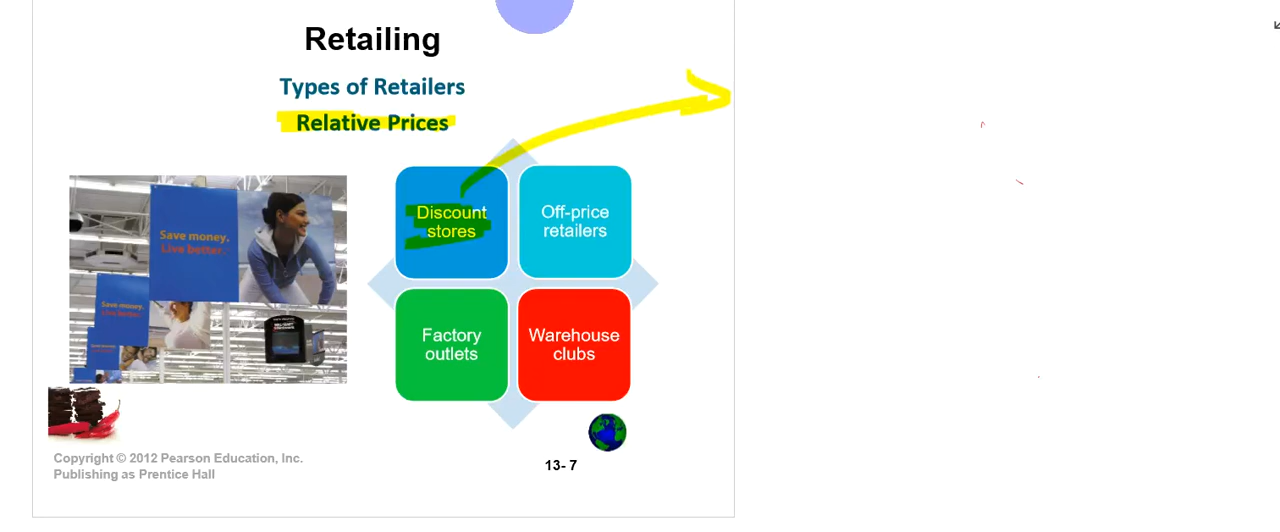 Retailing
Types of Retailers
Relative Prices
Save money.
Live better.
Save money.
Live better.
Discount
stores
Off-price
retailers
Factory
outlets
Warehouse
clubs
Copyright © 2012 Pearson Education, Inc.
Publishing as Prentice Hall
13- 7